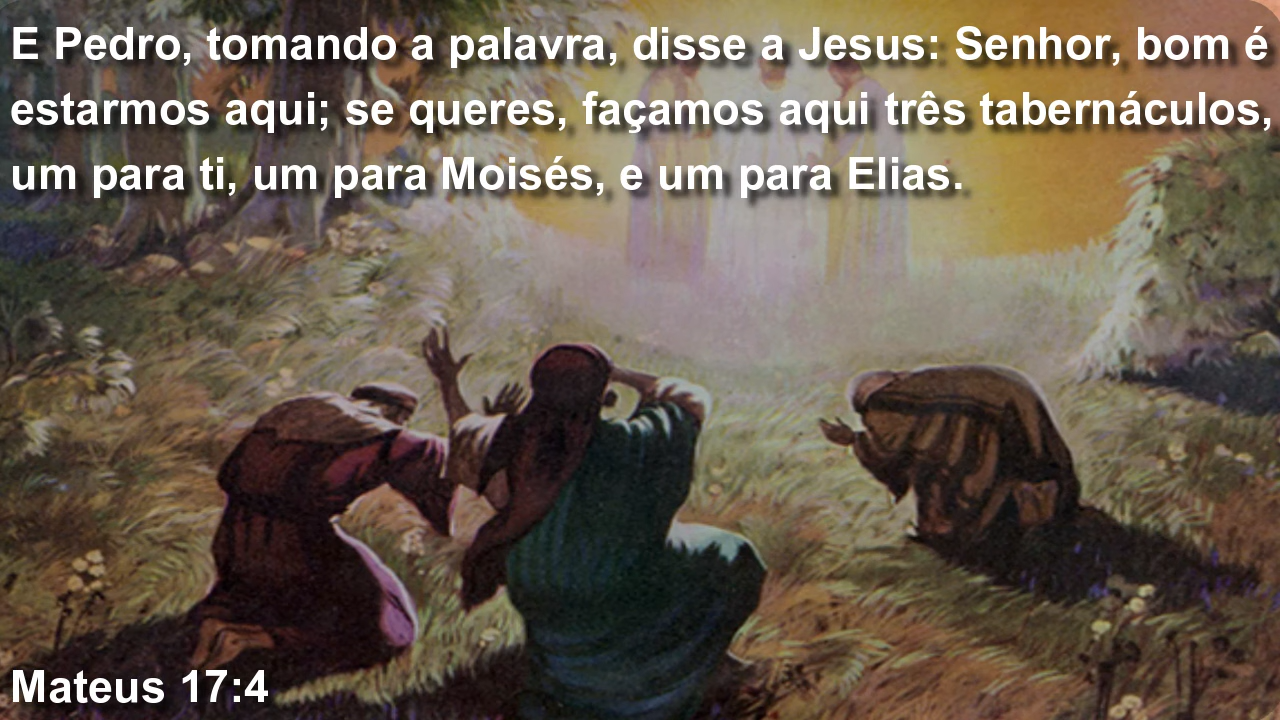 E Pedro, tomando a palavra, disse a Jesus: Senhor, bom é
estarmos aqui; se queres, façamos aqui três tabernáculos,
um para ti, um para Moisés, e um para Elias.
Mateus 17:4